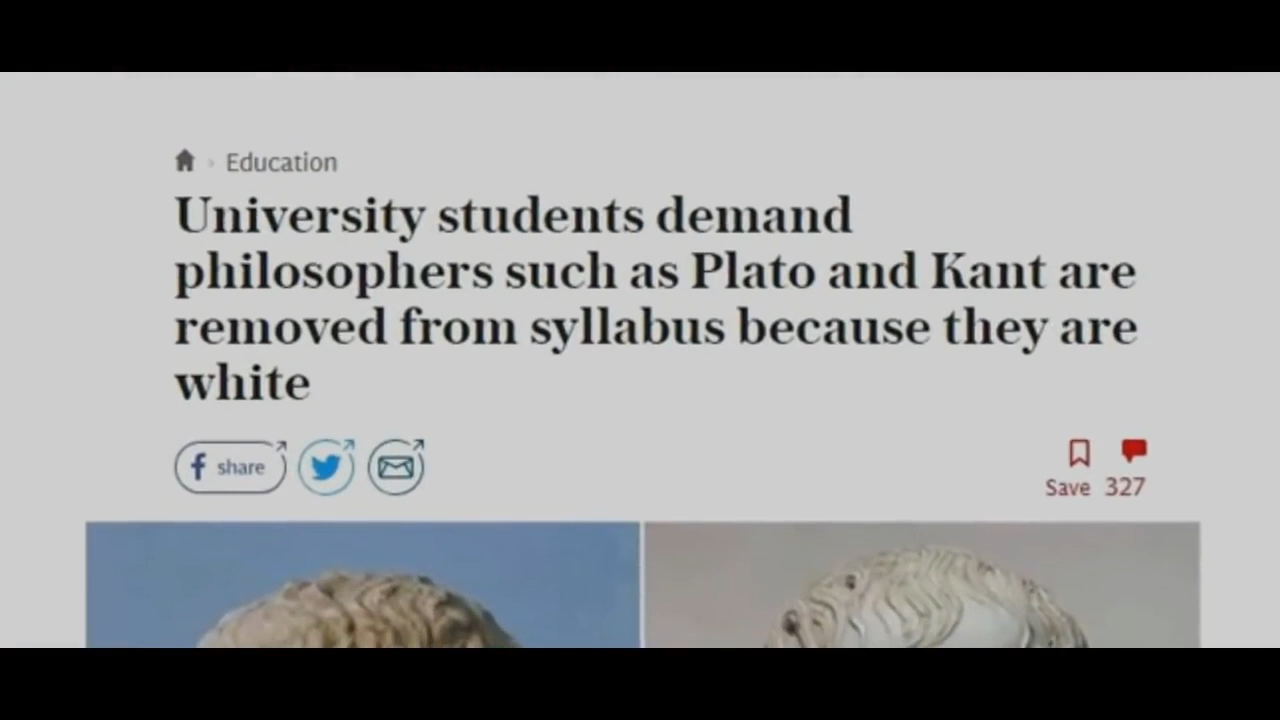 Education
University students demand
philosophers such as Plato and Kant are
removed from syllabus because they are
white
f share
Save 327